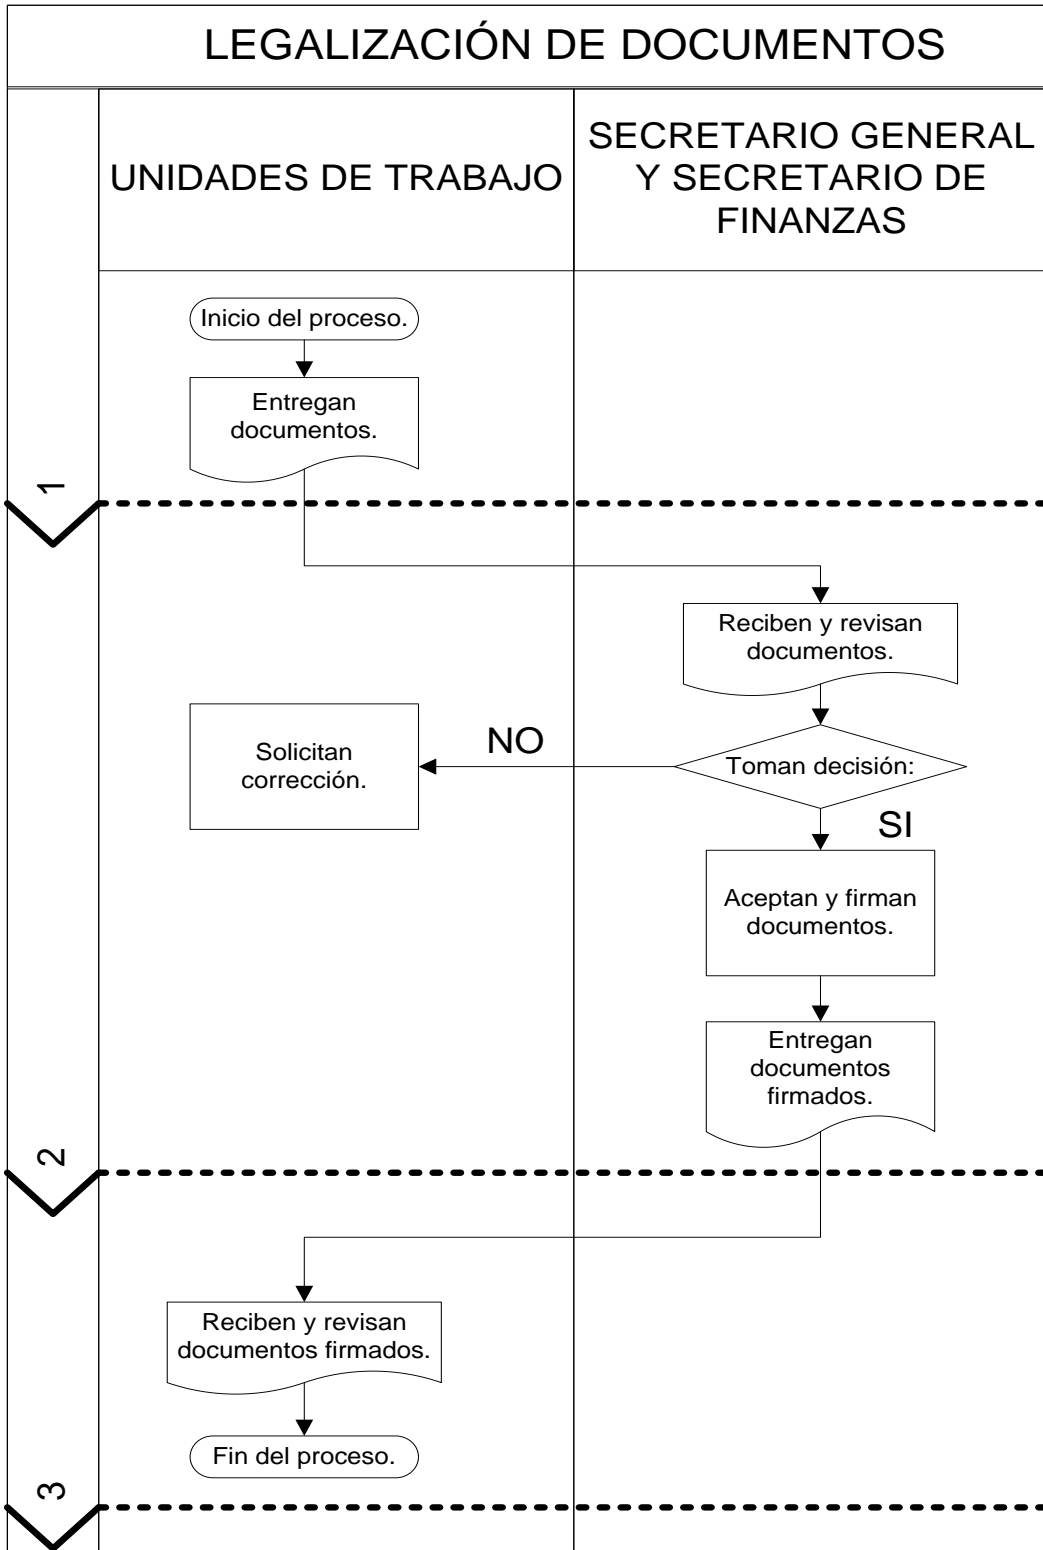 LEGALIZACIÓN DE DOCUMENTOS
UNIDADES DE TRABAJO
SECRETARIO GENERAL
Y SECRETARIO DE
FINANZAS
Inicio del proceso.
Entregan
documentos.
1
Reciben y revisan
documentos.
Toman decisión:
NO
Solicitan
corrección.
SI
Aceptan y firman
documentos.
Entregan
documentos
firmados.
2
Reciben y revisan
documentos firmados.
Fin del proceso.
3